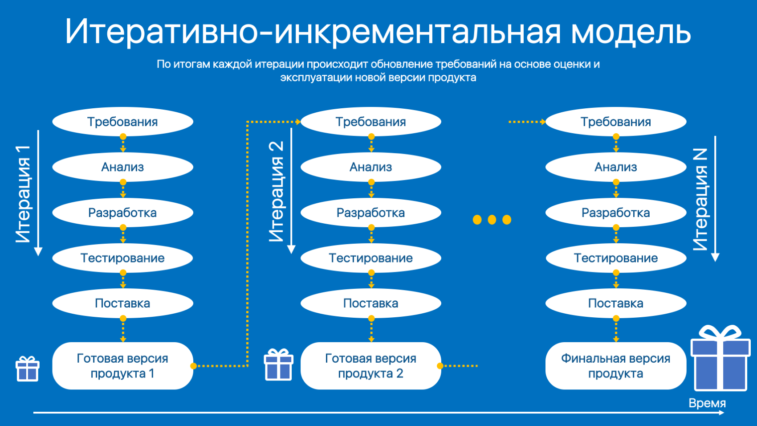 Итеративно-инкрементальная модель
По итогам каждой итерации происходит обновление требований на основе оценки и
эксплуатации новой версии продукта
Итерация 1
Требования
Анализ
Разработка
Тестирование
Поставка
Готовая версия
продукта 1
Итерация 2
Требования
Анализ
Разработка
Тестирование
Поставка
Готовая версия
продукта 2
Требования
Анализ
Разработка
Тестирование
Поставка
Финальная версия
продукта
Итерация N
Время